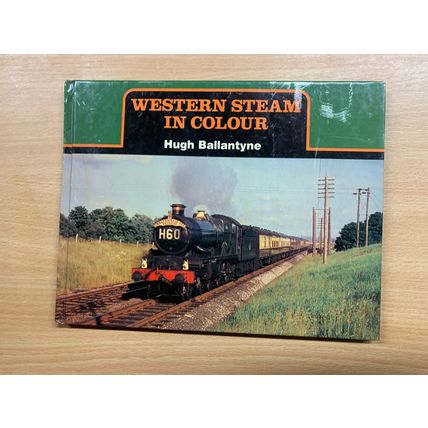 WESTERN STEAM
IN COLOUR
Hugh Ballantyne
H60